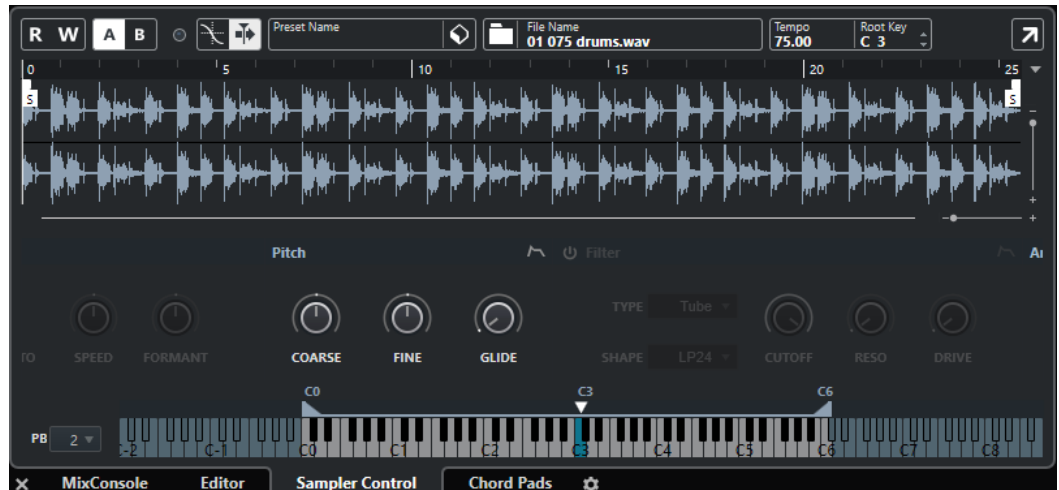 R W A B Preset Name File Name Tempo Root Key
01 075 drums.wav 75.00 C 3
0 5 10 15 20 25
S S
Pitch Filter
TYPE Tube
TO SPEED FORMANT COARSE FINE GLIDE SHAPE LP24 CUTOFF RESO DRIVE
C0 C3 C6
PB 2 C-2 C-1 C0 C1 C2 C3 C4 C5 C6 C7 C8
MixConsole Editor Sampler Control Chord Pads